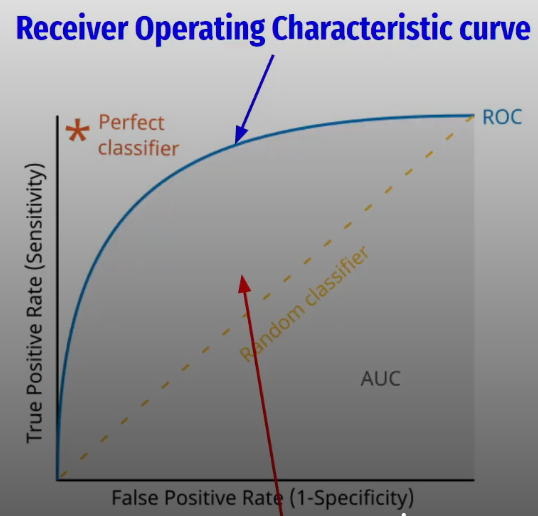 Receiver Operating Characteristic curve
ROC
Perfect
classifier
True Positive Rate (Sensitivity)
Random classifier
AUC
False Positive Rate (1-Specificity)